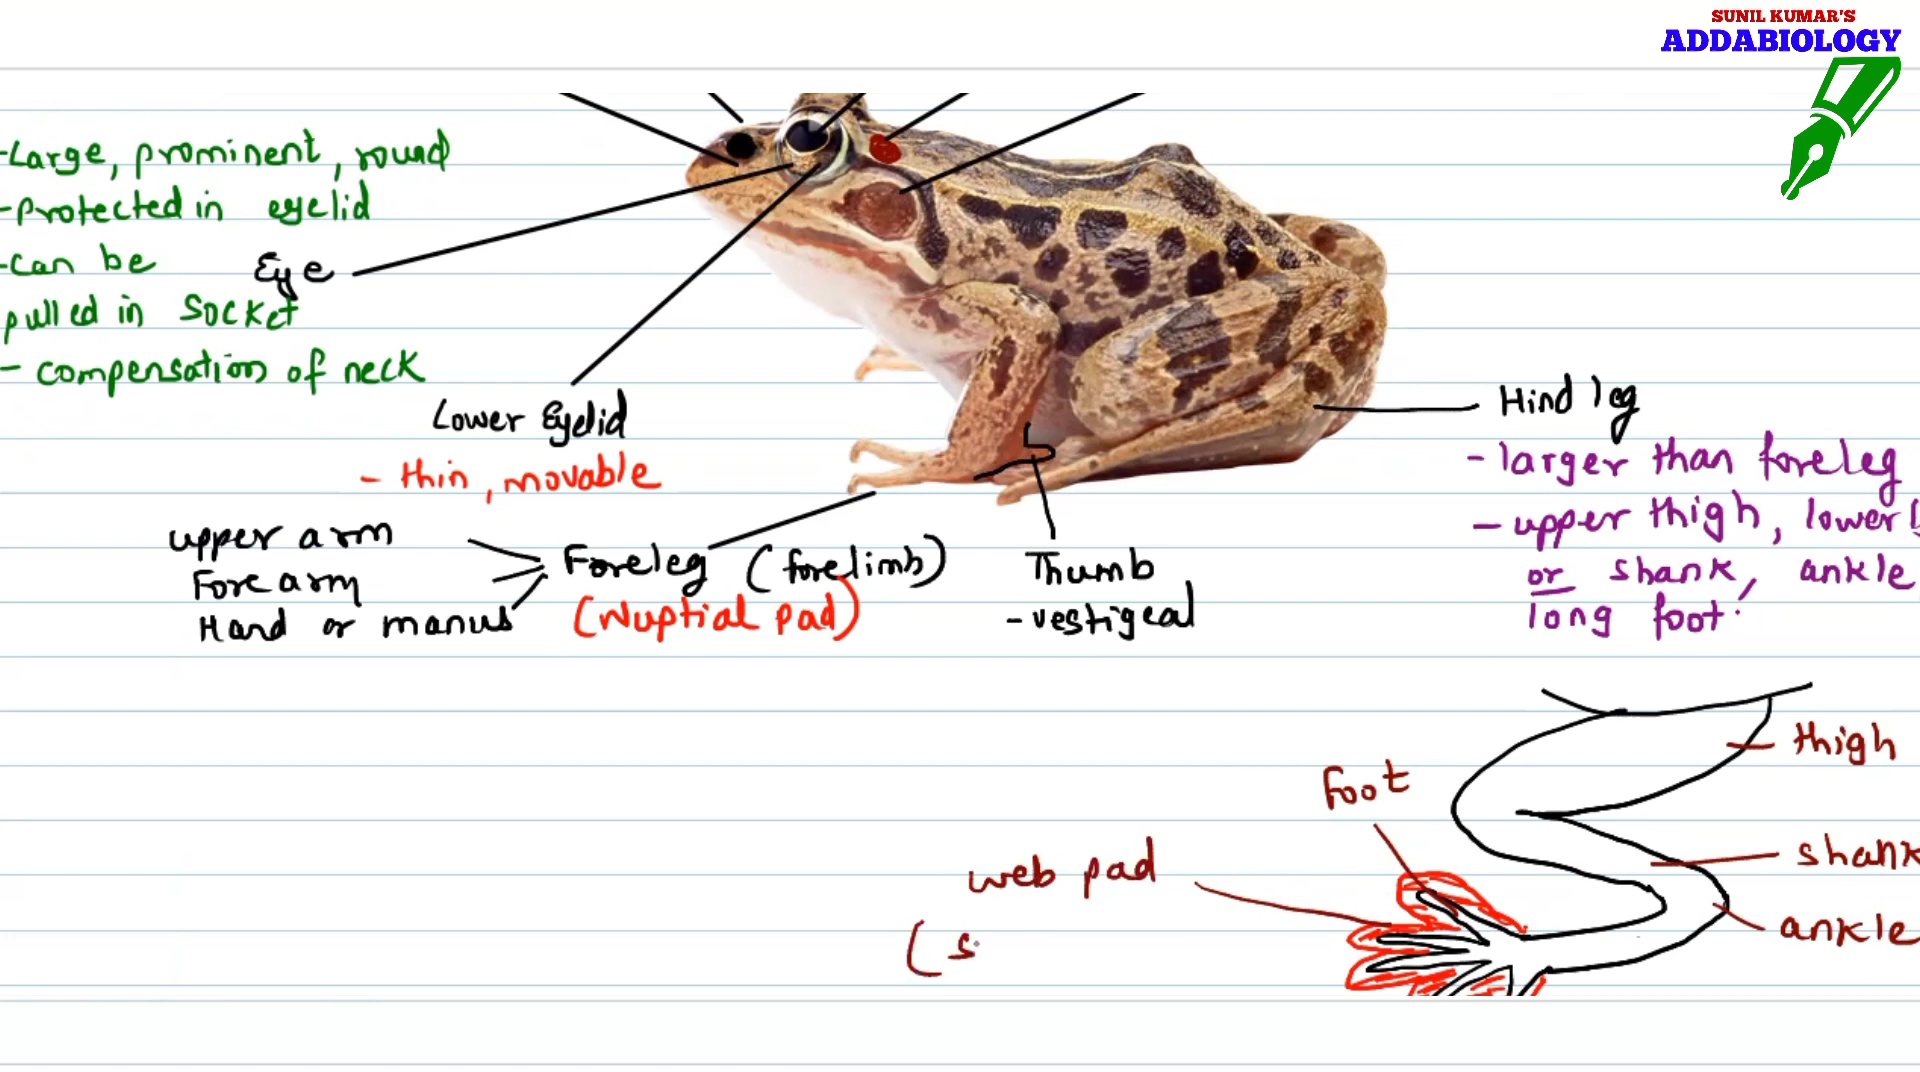 SUNIL KUMAR'S
ADDABIOLOGY
-Large, prominent, round
-protected in eyelid
-can be
pulled in socket
- compensation of neck
Eye
Lower Eyelid
- thin, movable
upper arm
Forearm
Hand or manus
Foreleg (forelimb)
(Nuptial pad)
Thumb
-vestigeal
Hind leg
-larger than foreleg
-upper thigh, lower
or shank, ankle
long foot
thigh
Foot
shank
web pad
ankle
(s